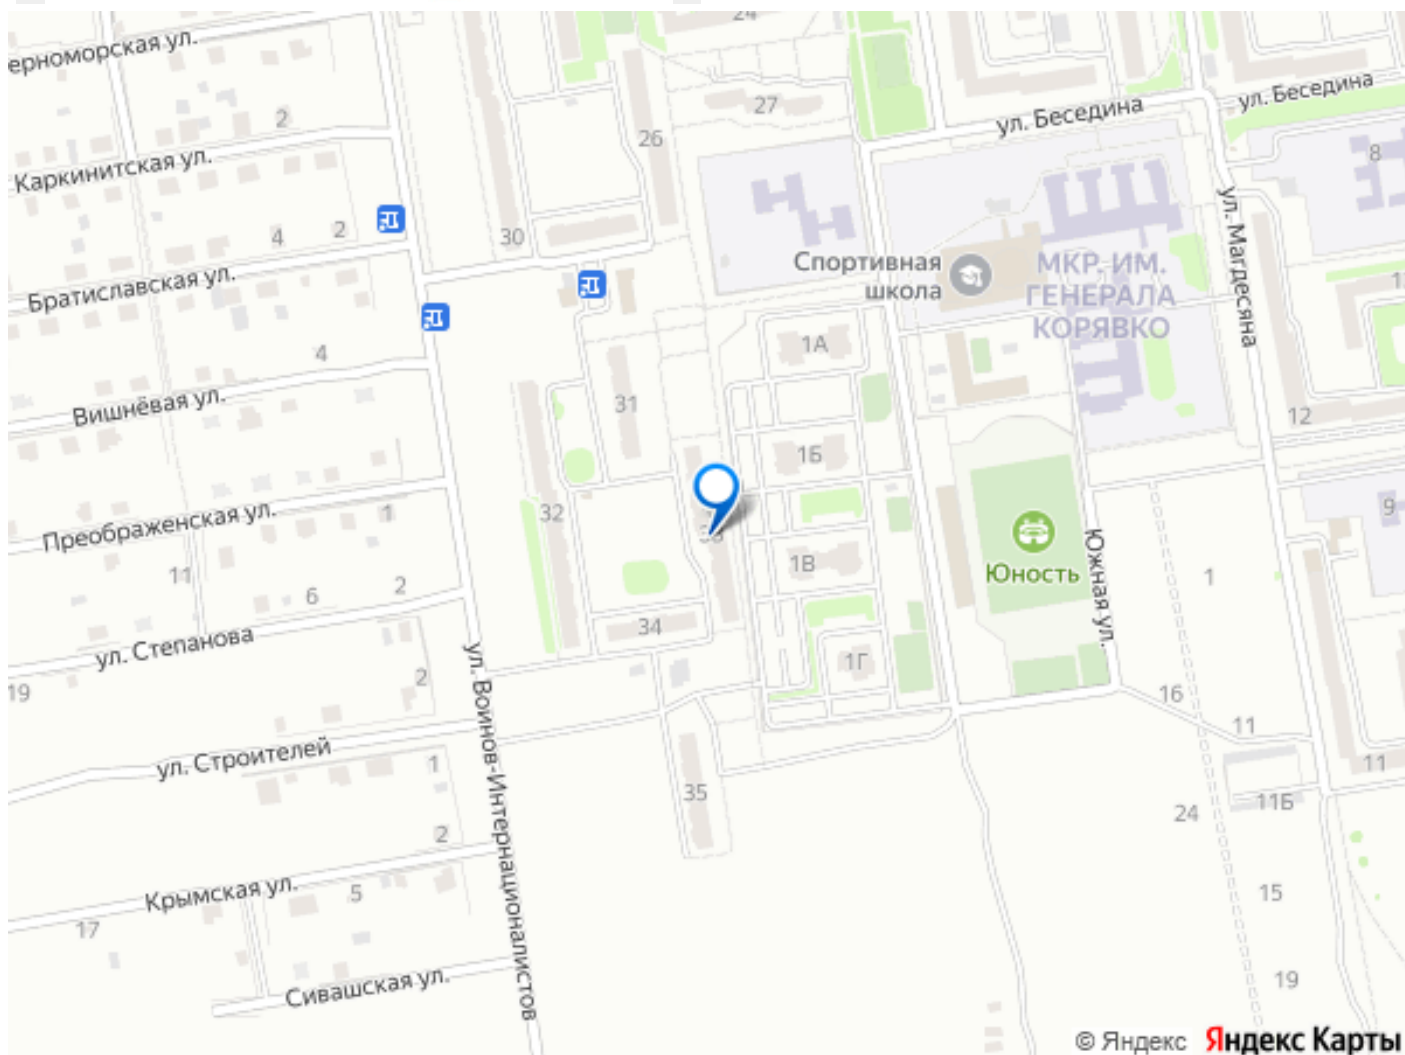 24
ерноморская ул.
27
ул. Беседина
ул. Беседина
2
26
8
Каркинитская ул.
ул. Магдесяна
4
2
30
Спортивная
школа
МКР. ИМ.
ГЕНЕРАЛА
КОРЯВКО
Братиславская ул.
1А
4
Вишнёвая ул.
31
12
1Б
Преображенская ул.
1
32
9
11
6
2
1В
Юность
Южная ул.
1
ул. Степанова
34
1Г
19
2
ул. Воинов-Интернационалистов
16
11
ул. Строителей
1
35
11
11Б
2
24
Крымская ул.
5
15
17
Сивашская ул.
19
© Яндекс Яндекс Карты